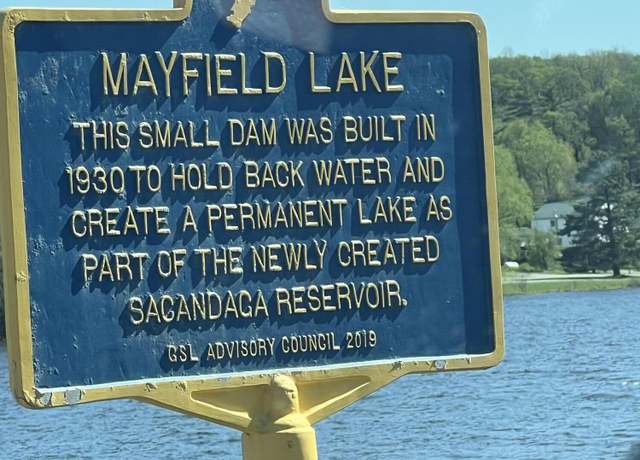 MAYFIELD LAKE
THIS SMALL DAM WAS BUILT IN
1930 TO HOLD BACK WATER AND
CREATE A PERMANENT LAKE AS
PART OF THE NEWLY CREATED
SACANDAGA RESERVOIR.
GSL ADVISORY COUNCIL 2019